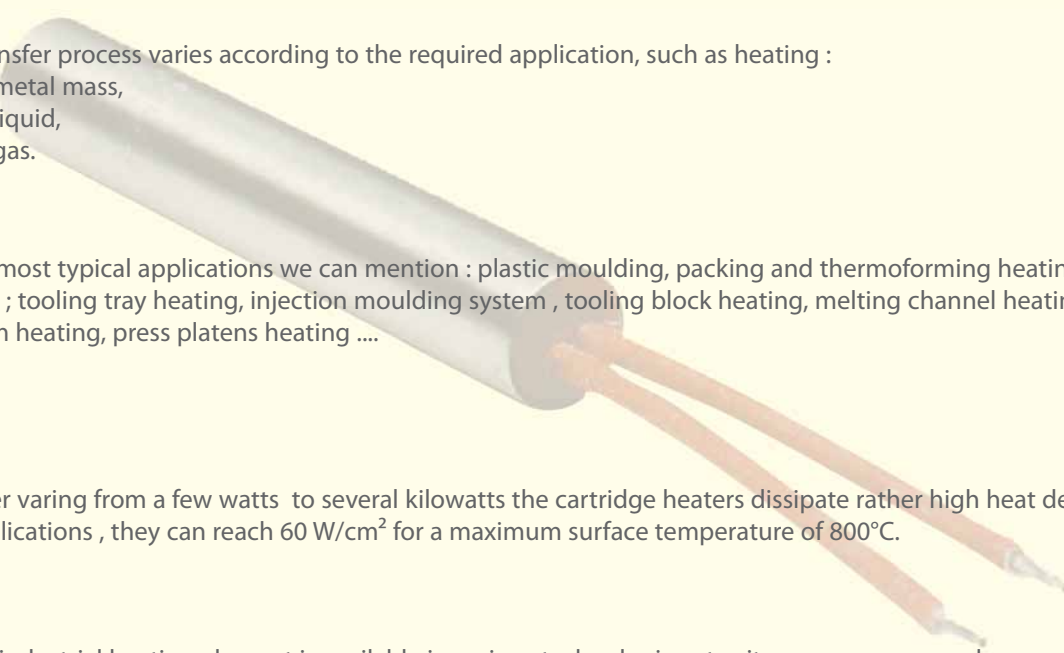 nsfer process varies according to the required application, such as heating :
metal mass,
iquid,
gas.
most typical applications we can mention : plastic moulding, packing and thermoforming heatin
; tooling tray heating, injection moulding system , tooling block heating, melting channel heatin
n heating, press platens heating ....
er varing from a few watts to several kilowatts the cartridge heaters dissipate rather high heat de
lications , they can reach 60 W/cm² for a maximum surface temperature of 800°C.